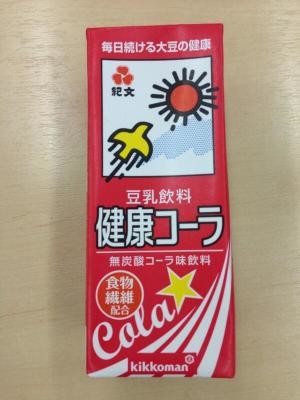 毎日続ける大豆の健康
紀文
豆乳飲料
健康コーラ
無炭酸コーラ味飲料
食物
繊維
配合
Cola
kikkoman